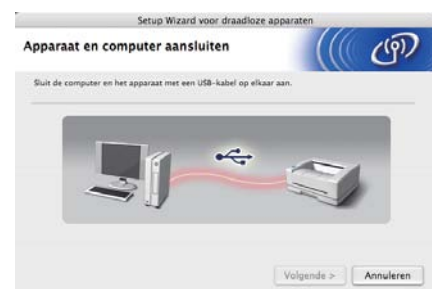 Setup Wizard voor draadloze apparaten
Apparaat en computer aansluiten
Sluit de computer en het apparaat met een USB-kabel op elkaar aan.
Volgende > Annuleren